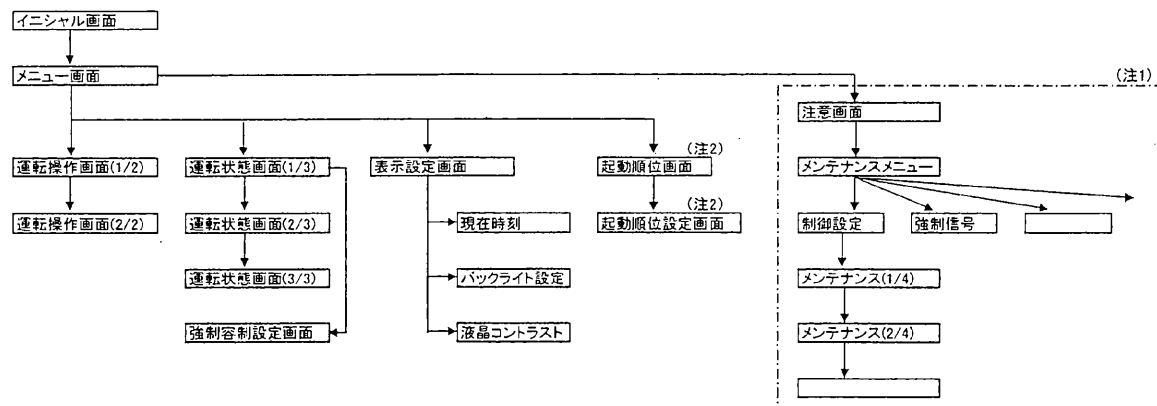 イニシャル画面
メニュー画面
(注1)
注意画面
(注2)
運転操作画面(1/2)
運転状態画面(1/3)
表示設定画面
起動順位画面
メンテナンスメニュー
(注2)
運転操作画面(2/2)
運転状態画面(2/3)
現在時刻
起動順位設定画面
制御設定
強制信号
運転状態画面(3/3)
バックライト設定
メンテナンス(1/4)
強制容制設定画面
液晶コントラスト
メンテナンス(2/4)